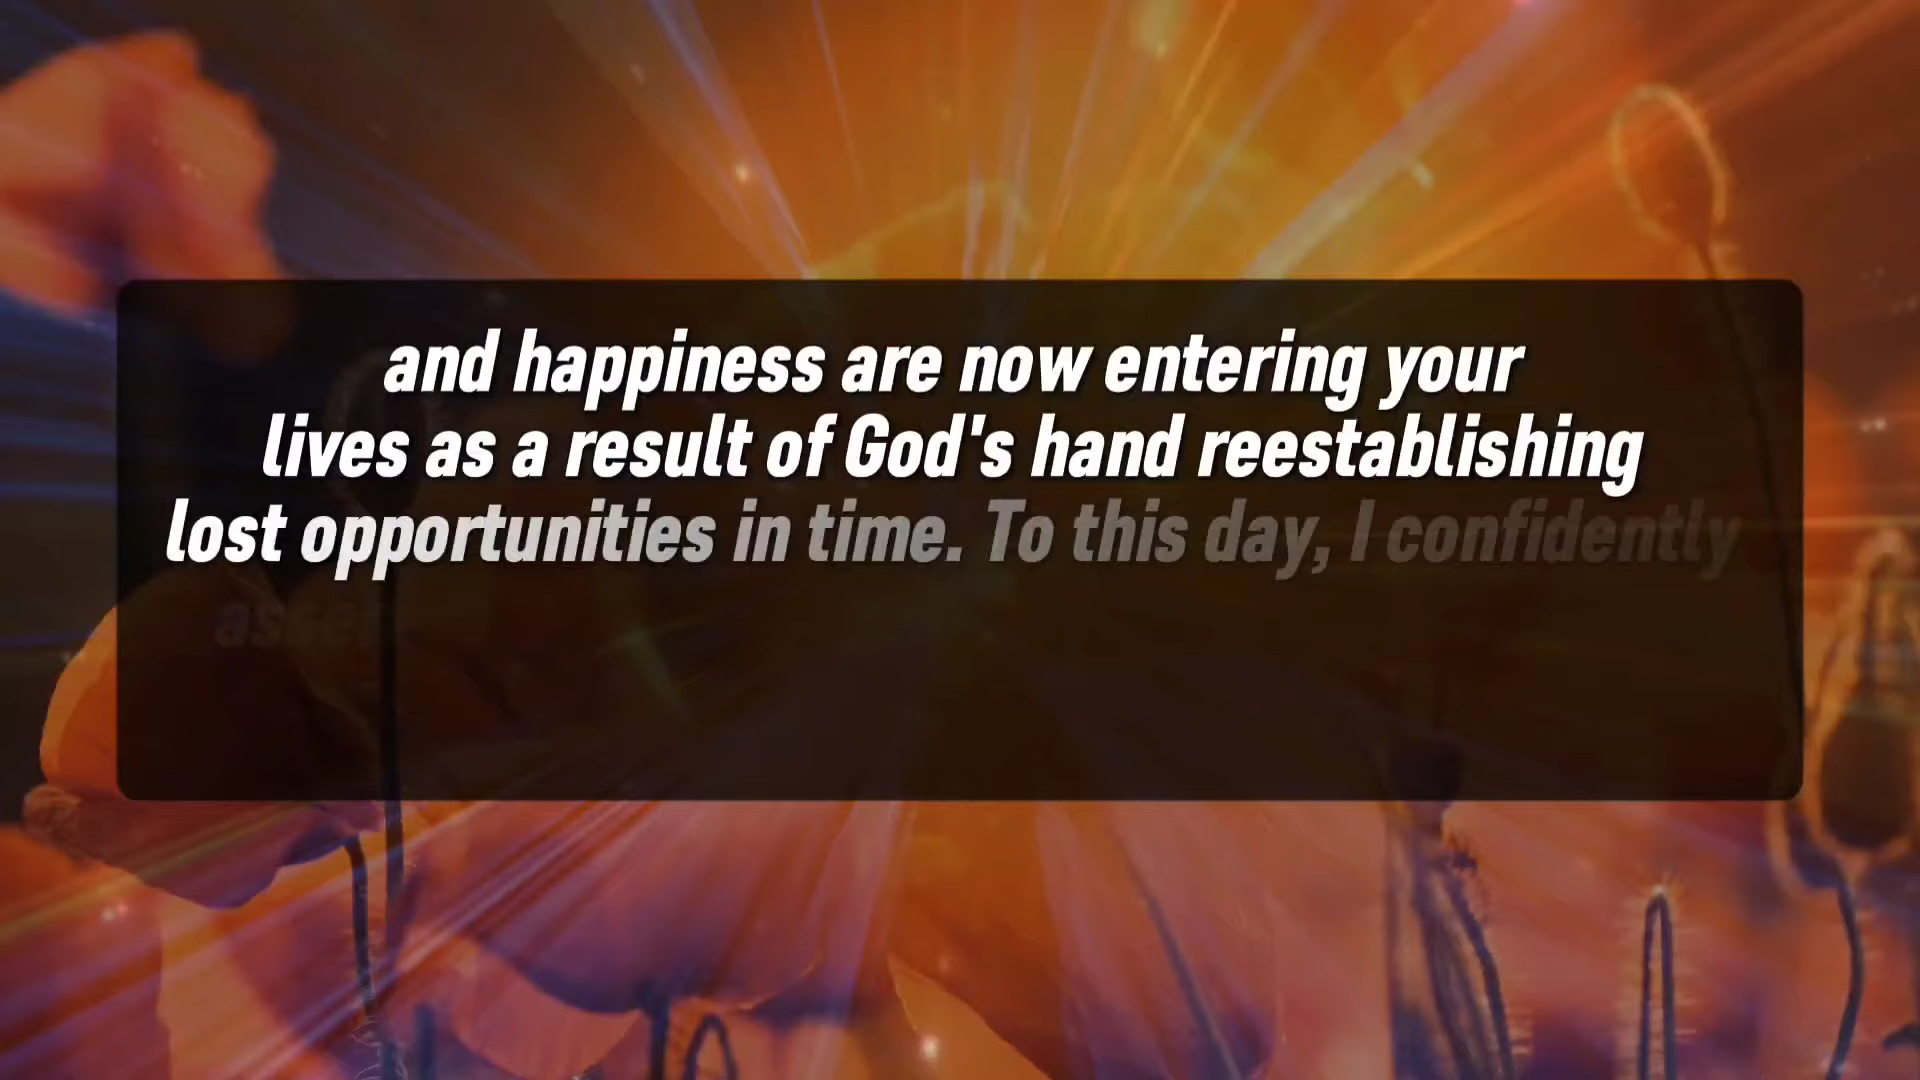 and happiness are now entering your
lives as a result of God's hand reestablishing
lost opportunities in time. To this day, I confidently